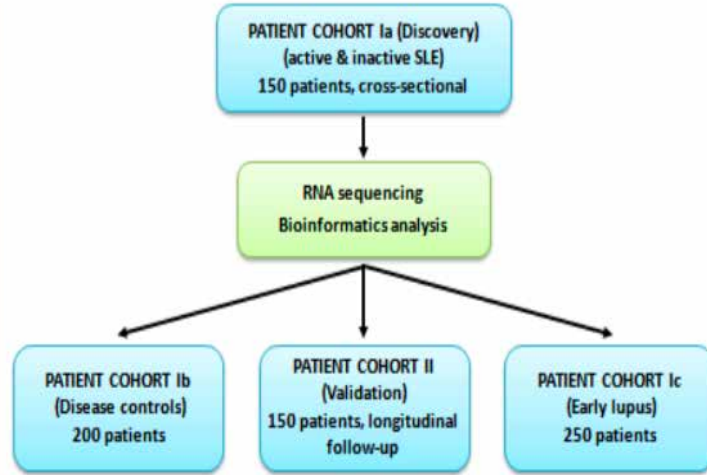 PATIENT COHORT Ia (Discovery)
(active & inactive SLE)
150 patients, cross-sectional
RNA sequencing
Bioinformatics analysis
PATIENT COHORT Ib
(Disease controls)
200 patients
PATIENT COHORT II
(Validation)
150 patients, longitudinal
follow-up
PATIENT COHORT Ic
(Early lupus)
250 patients